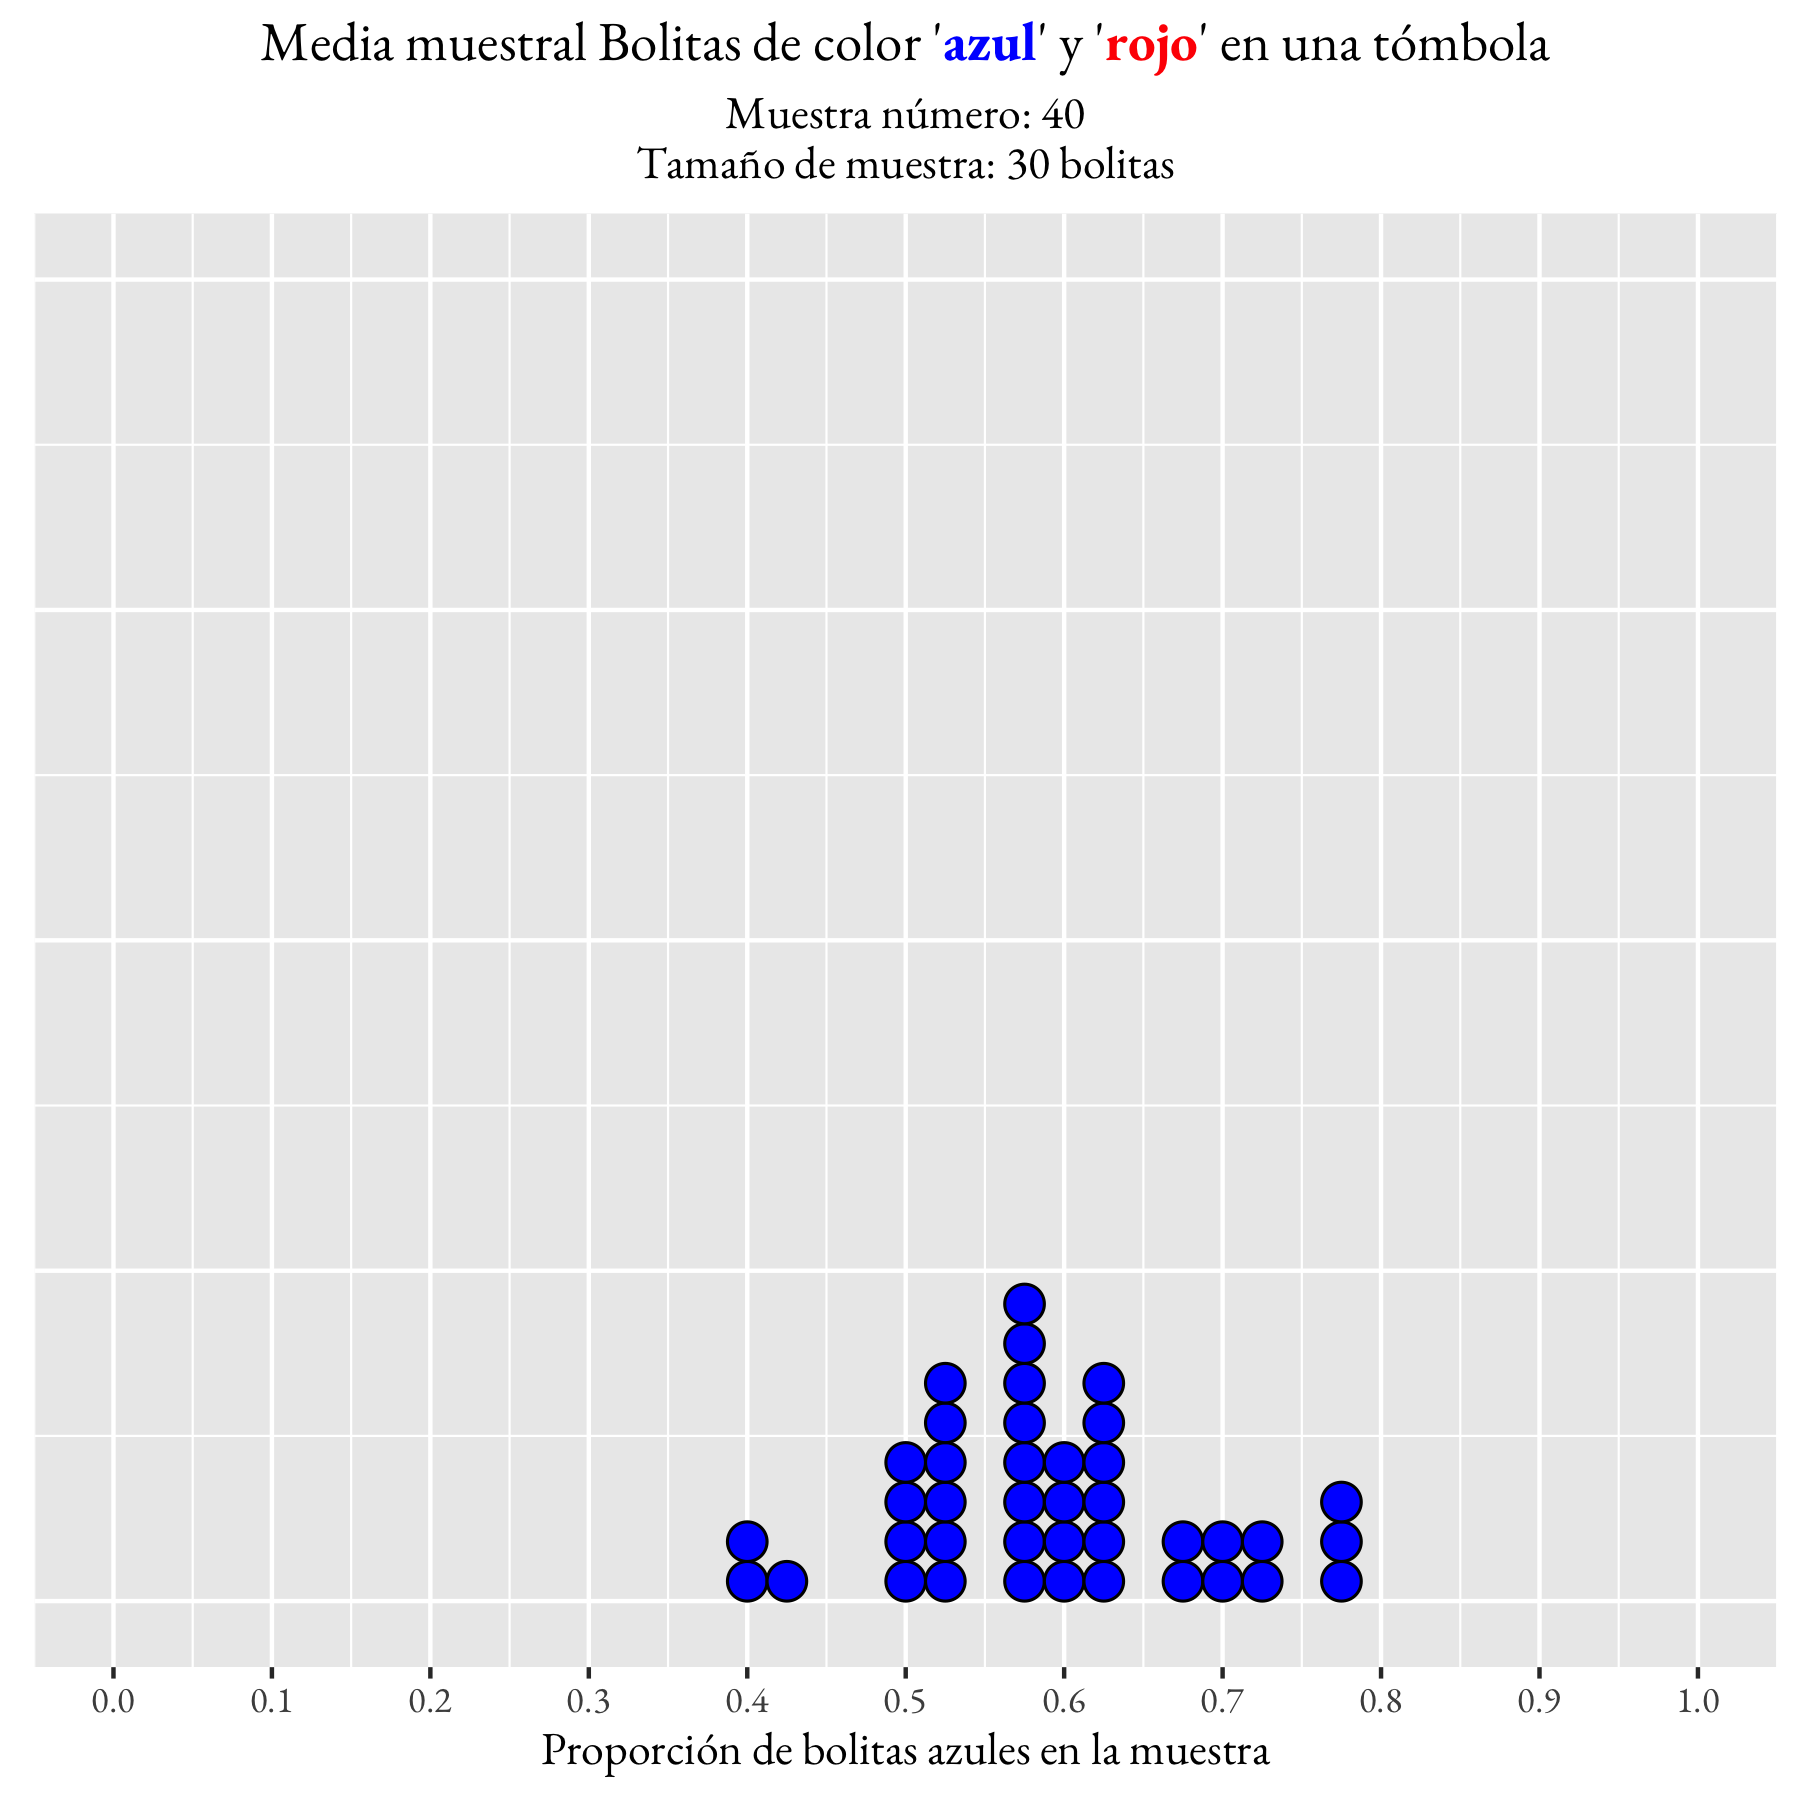 Media muestral Bolitas de color 'azul' y 'rojo' en una tómbola
Muestra número: 40
Tamaño de muestra: 30 bolitas
0.0 0.1 0.2 0.3 0.4 0.5 0.6 0.7 0.8 0.9 1.0
Proporción de bolitas azules en la muestra